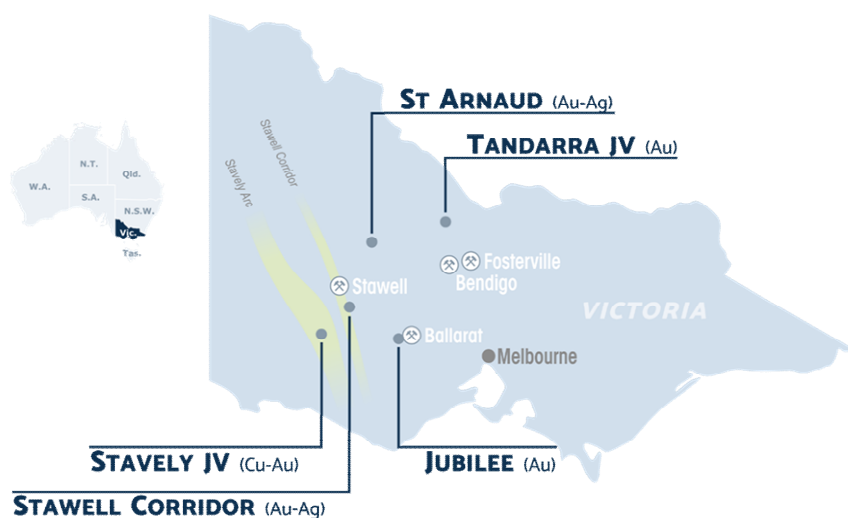 ST ARNAUD (Au-Ag)
TANDARRA JV (Au)
Stawell Corridor
Stavely Arc
N.T.
Qld.
W.A.
S.A.
N.S.W.
Vic.
Tas.
Fosterville
Bendigo
Stawell
VICTORIA
Ballarat
Melbourne
STAVELY JV (Cu-Au)
JUBILEE (Au)
STAWELL CORRIDOR (Au-Ag)